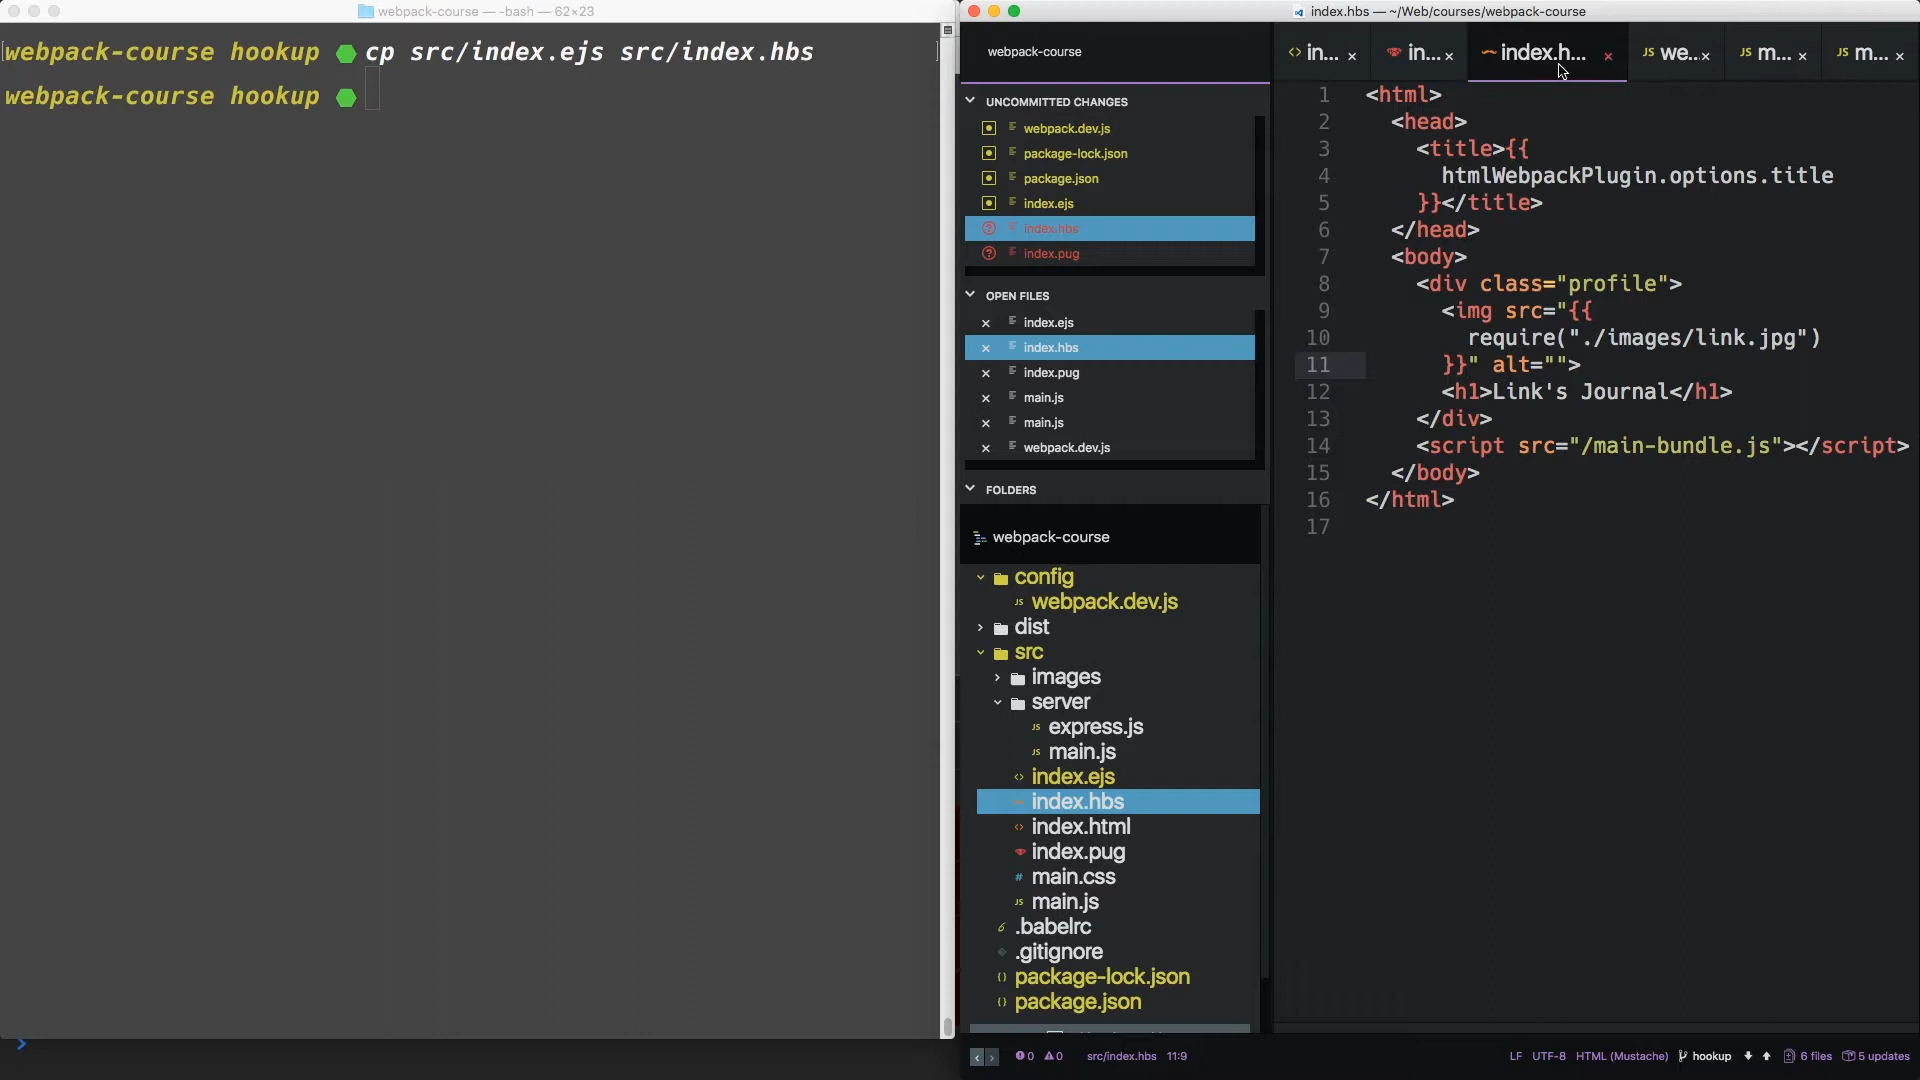 webpack-course — -bash — 62×23
webpack-course hookup cp src/index.ejs src/index.hbs
webpack-course hookup
index.hbs — ~/Web/courses/webpack-course
webpack-course
UNCOMMITTED CHANGES
webpack.dev.js
package-lock.json
package.json
index.ejs
index.hbs
index.pug
OPEN FILES
index.ejs
index.hbs
index.pug
main.js
main.js
webpack.dev.js
FOLDERS
webpack-course
config
JS webpack.dev.js
dist
src
images
server
JS express.js
JS main.js
<> index.ejs
index.hbs
<> index.html
index.pug
# main.css
JS main.js
.babelrc
.gitignore
package-lock.json
package.json
<> in... × in... × index.h... × JS we... × JS m... × JS m... ×
1 <html>
2 <head>
3 <title>{{
4 htmlWebpackPlugin.options.title
5 }}</title>
6 </head>
7 <body>
8 <div class="profile">
9 <img src="{{
10 require("./images/link.jpg")
11 }}" alt="">
12 <h1>Link's Journal</h1>
13 </div>
14 <script src="/main-bundle.js"></script>
15 </body>
16 </html>
17
0 0 src/index.hbs 11:9
LF UTF-8 HTML (Mustache) hookup 6 files 5 updates